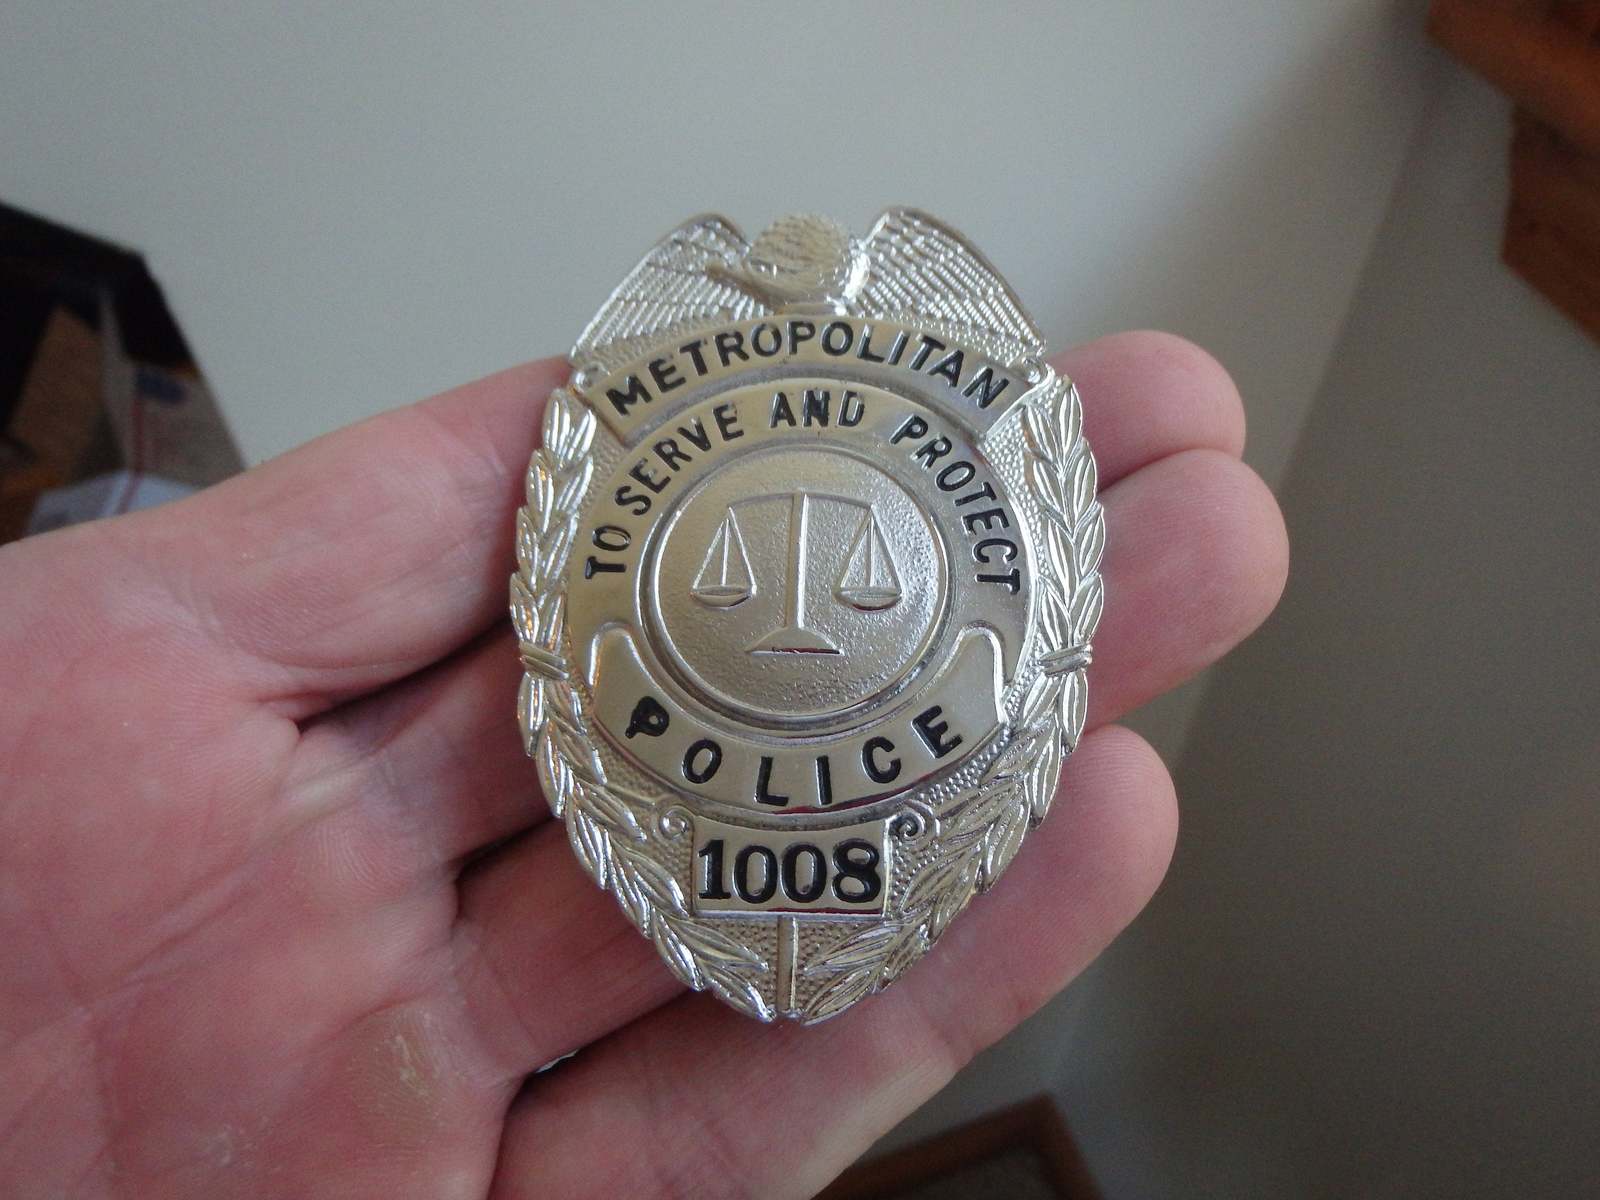 METROPOLITAN
TO SERVE AND PROTECT
POLICE
1008